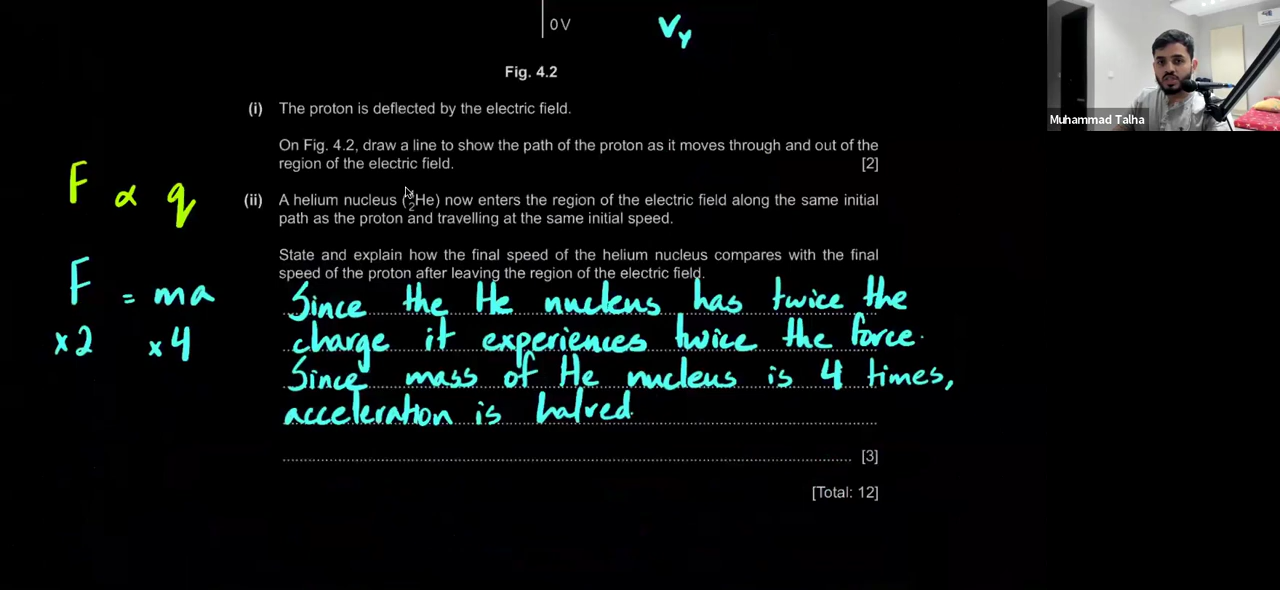 0 V
V_Y
Fig. 4.2
Muhammad Talha
(i) The proton is deflected by the electric field.
On Fig. 4.2, draw a line to show the path of the proton as it moves through and out of the
region of the electric field. [2]
F ∝ q
(ii) A helium nucleus (⁴₂He) now enters the region of the electric field along the same initial
path as the proton and travelling at the same initial speed.
State and explain how the final speed of the helium nucleus compares with the final
speed of the proton after leaving the region of the electric field.
F = ma
×2 ×4
Since the He nucleus has twice the
charge it experiences twice the force.
Since mass of He nucleus is 4 times,
acceleration is halved.
[3]
[Total: 12]